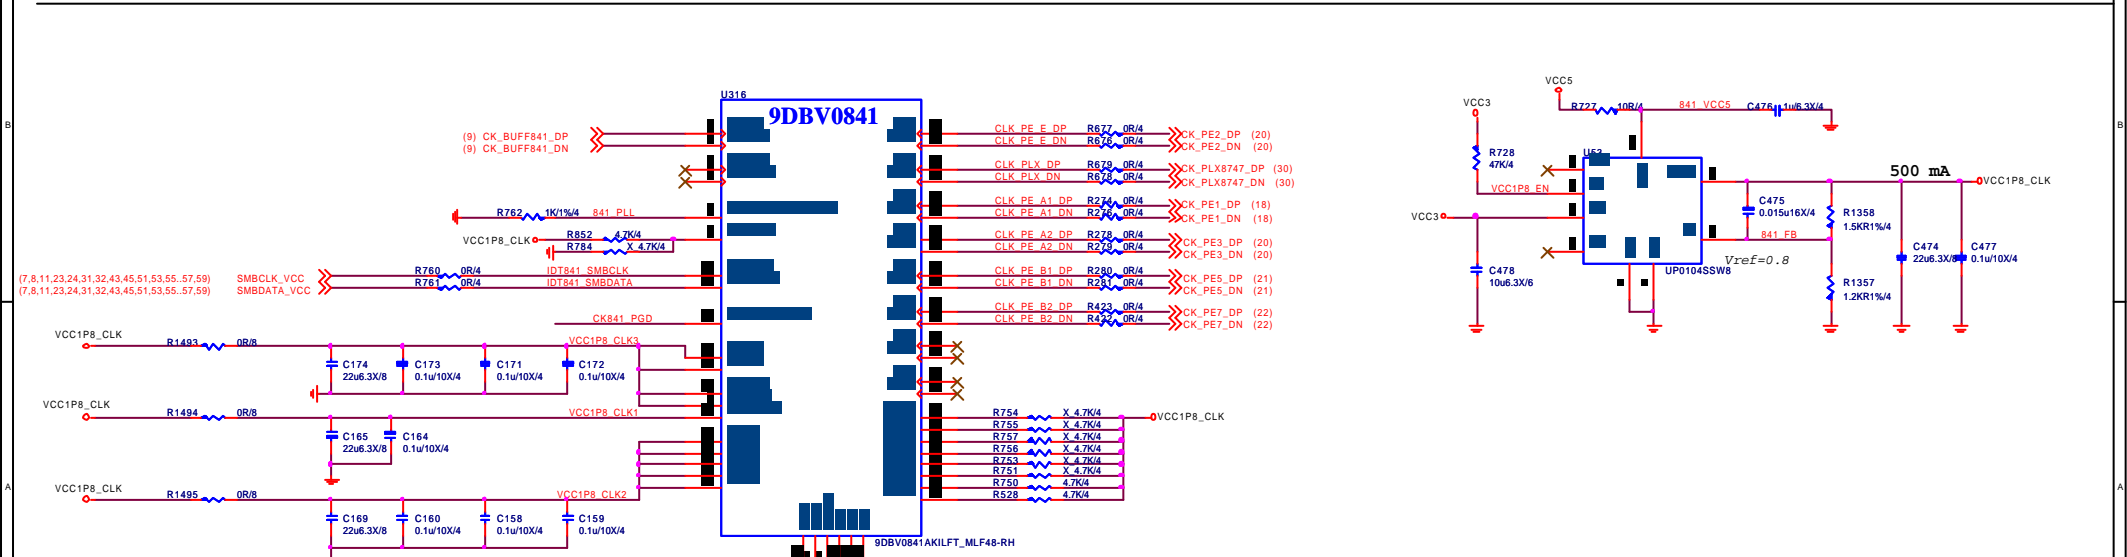 B
B
A
A
U316
9DBV0841
(9) CK_BUFF841_DP
(9) CK_BUFF841_DN
R762 1K/1%/4 841_PLL
VCC1P8_CLK R852 4.7K/4
R784 X_4.7K/4
(7,8,11,23,24,31,32,43,45,51,53,55..57,59) SMBCLK_VCC R760 0R/4 IDT841_SMBCLK
(7,8,11,23,24,31,32,43,45,51,53,55..57,59) SMBDATA_VCC R761 0R/4 IDT841_SMBDATA
CK841_PGD
VCC1P8_CLK
R1493 0R/8 VCC1P8_CLK3
C174 C173 C171 C172
22u6.3X/8 0.1u/10X/4 0.1u/10X/4 0.1u/10X/4
VCC1P8_CLK
R1494 0R/8 VCC1P8_CLK1
C165 C164
22u6.3X/8 0.1u/10X/4
VCC1P8_CLK
R1495 0R/8 VCC1P8_CLK2
C169 C160 C158 C159
22u6.3X/8 0.1u/10X/4 0.1u/10X/4 0.1u/10X/4
CLK_PE_E_DP R677 0R/4 CK_PE2_DP (20)
CLK_PE_E_DN R676 0R/4 CK_PE2_DN (20)
CLK_PLX_DP R679 0R/4 CK_PLX8747_DP (30)
CLK_PLX_DN R678 0R/4 CK_PLX8747_DN (30)
CLK_PE_A1_DP R274 0R/4 CK_PE1_DP (18)
CLK_PE_A1_DN R276 0R/4 CK_PE1_DN (18)
CLK_PE_A2_DP R278 0R/4 CK_PE3_DP (20)
CLK_PE_A2_DN R279 0R/4 CK_PE3_DN (20)
CLK_PE_B1_DP R280 0R/4 CK_PE5_DP (21)
CLK_PE_B1_DN R281 0R/4 CK_PE5_DN (21)
CLK_PE_B2_DP R423 0R/4 CK_PE7_DP (22)
CLK_PE_B2_DN R422 0R/4 CK_PE7_DN (22)
R754 X_4.7K/4 VCC1P8_CLK
R755 X_4.7K/4
R757 X_4.7K/4
R756 X_4.7K/4
R753 X_4.7K/4
R751 X_4.7K/4
R750 4.7K/4
R528 4.7K/4
9DBV0841AKILFT_MLF48-RH
VCC5
VCC3
R727 10R/4 841_VCC5 C476 1u/6.3X/4
R728
47K/4
VCC1P8_EN
VCC3
C478
10u6.3X/6
UP0104SSW8
500 mA
VCC1P8_CLK
C475
0.015u16X/4
R1358
1.5KR1%/4
841_FB
Vref=0.8
C474
22u6.3X/8
C477
0.1u/10X/4
R1357
1.2KR1%/4